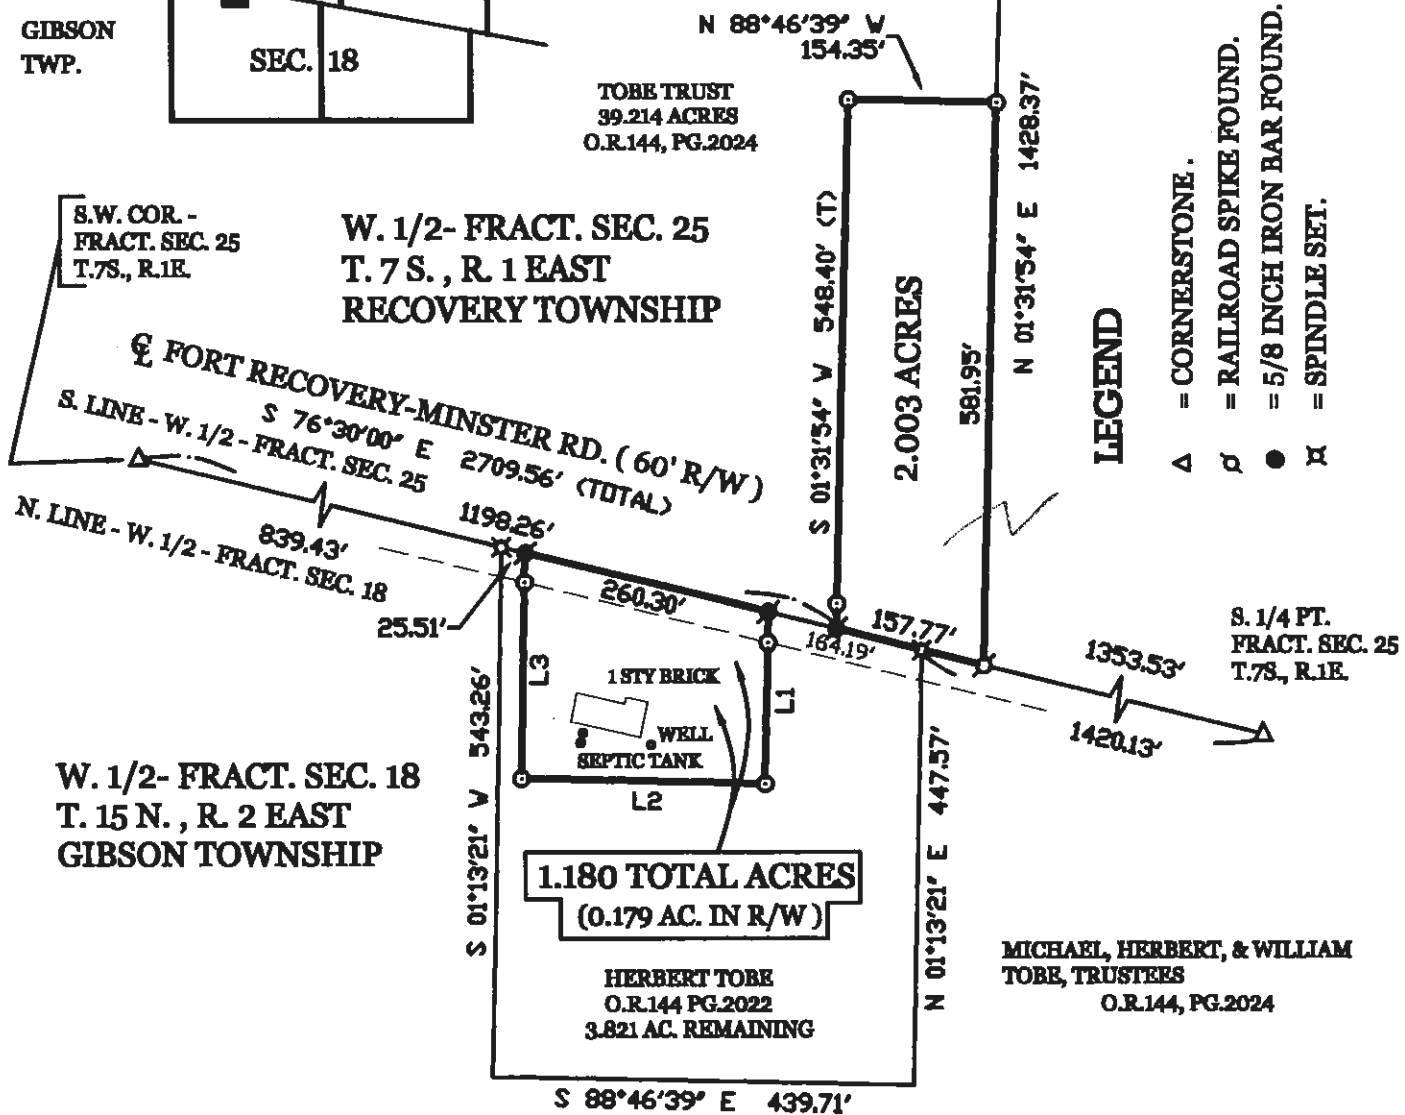 GIBSON
TWP.
SEC. 18
N 88°46'39" W
154.35'
TOBE TRUST
39.214 ACRES
O.R.144, PG.2024
S.W. COR. -
FRACT. SEC. 25
T.7S., R.1E.
W. 1/2- FRACT. SEC. 25
T. 7 S. , R. 1 EAST
RECOVERY TOWNSHIP
℄ FORT RECOVERY-MINSTER RD. ( 60' R/W )
S 76°30'00" E 2709.56' (TOTAL)
S. LINE - W. 1/2 - FRACT. SEC. 25
N. LINE - W. 1/2 - FRACT. SEC. 18
839.43'
1198.26'
25.51'
260.30'
164.19'
157.77'
1353.53'
1420.13'
S 01°31'54" W 548.40' (T)
2.003 ACRES
581.95'
N 01°31'54" E 1428.37'
LEGEND
= CORNERSTONE .
= RAILROAD SPIKE FOUND.
= 5/8 INCH IRON BAR FOUND.
= SPINDLE SET.
S. 1/4 PT.
FRACT. SEC. 25
T.7S., R.1E.
L3
1 STY BRICK
WELL
SEPTIC TANK
L1
L2
W. 1/2- FRACT. SEC. 18
T. 15 N. , R. 2 EAST
GIBSON TOWNSHIP
S 01°13'21" W 543.26'
N 01°13'21" E 447.57'
1.180 TOTAL ACRES
(0.179 AC. IN R/W )
HERBERT TOBE
O.R.144 PG.2022
3.821 AC. REMAINING
MICHAEL, HERBERT, & WILLIAM
TOBE, TRUSTEES
O.R.144, PG.2024
S 88°46'39" E 439.71'